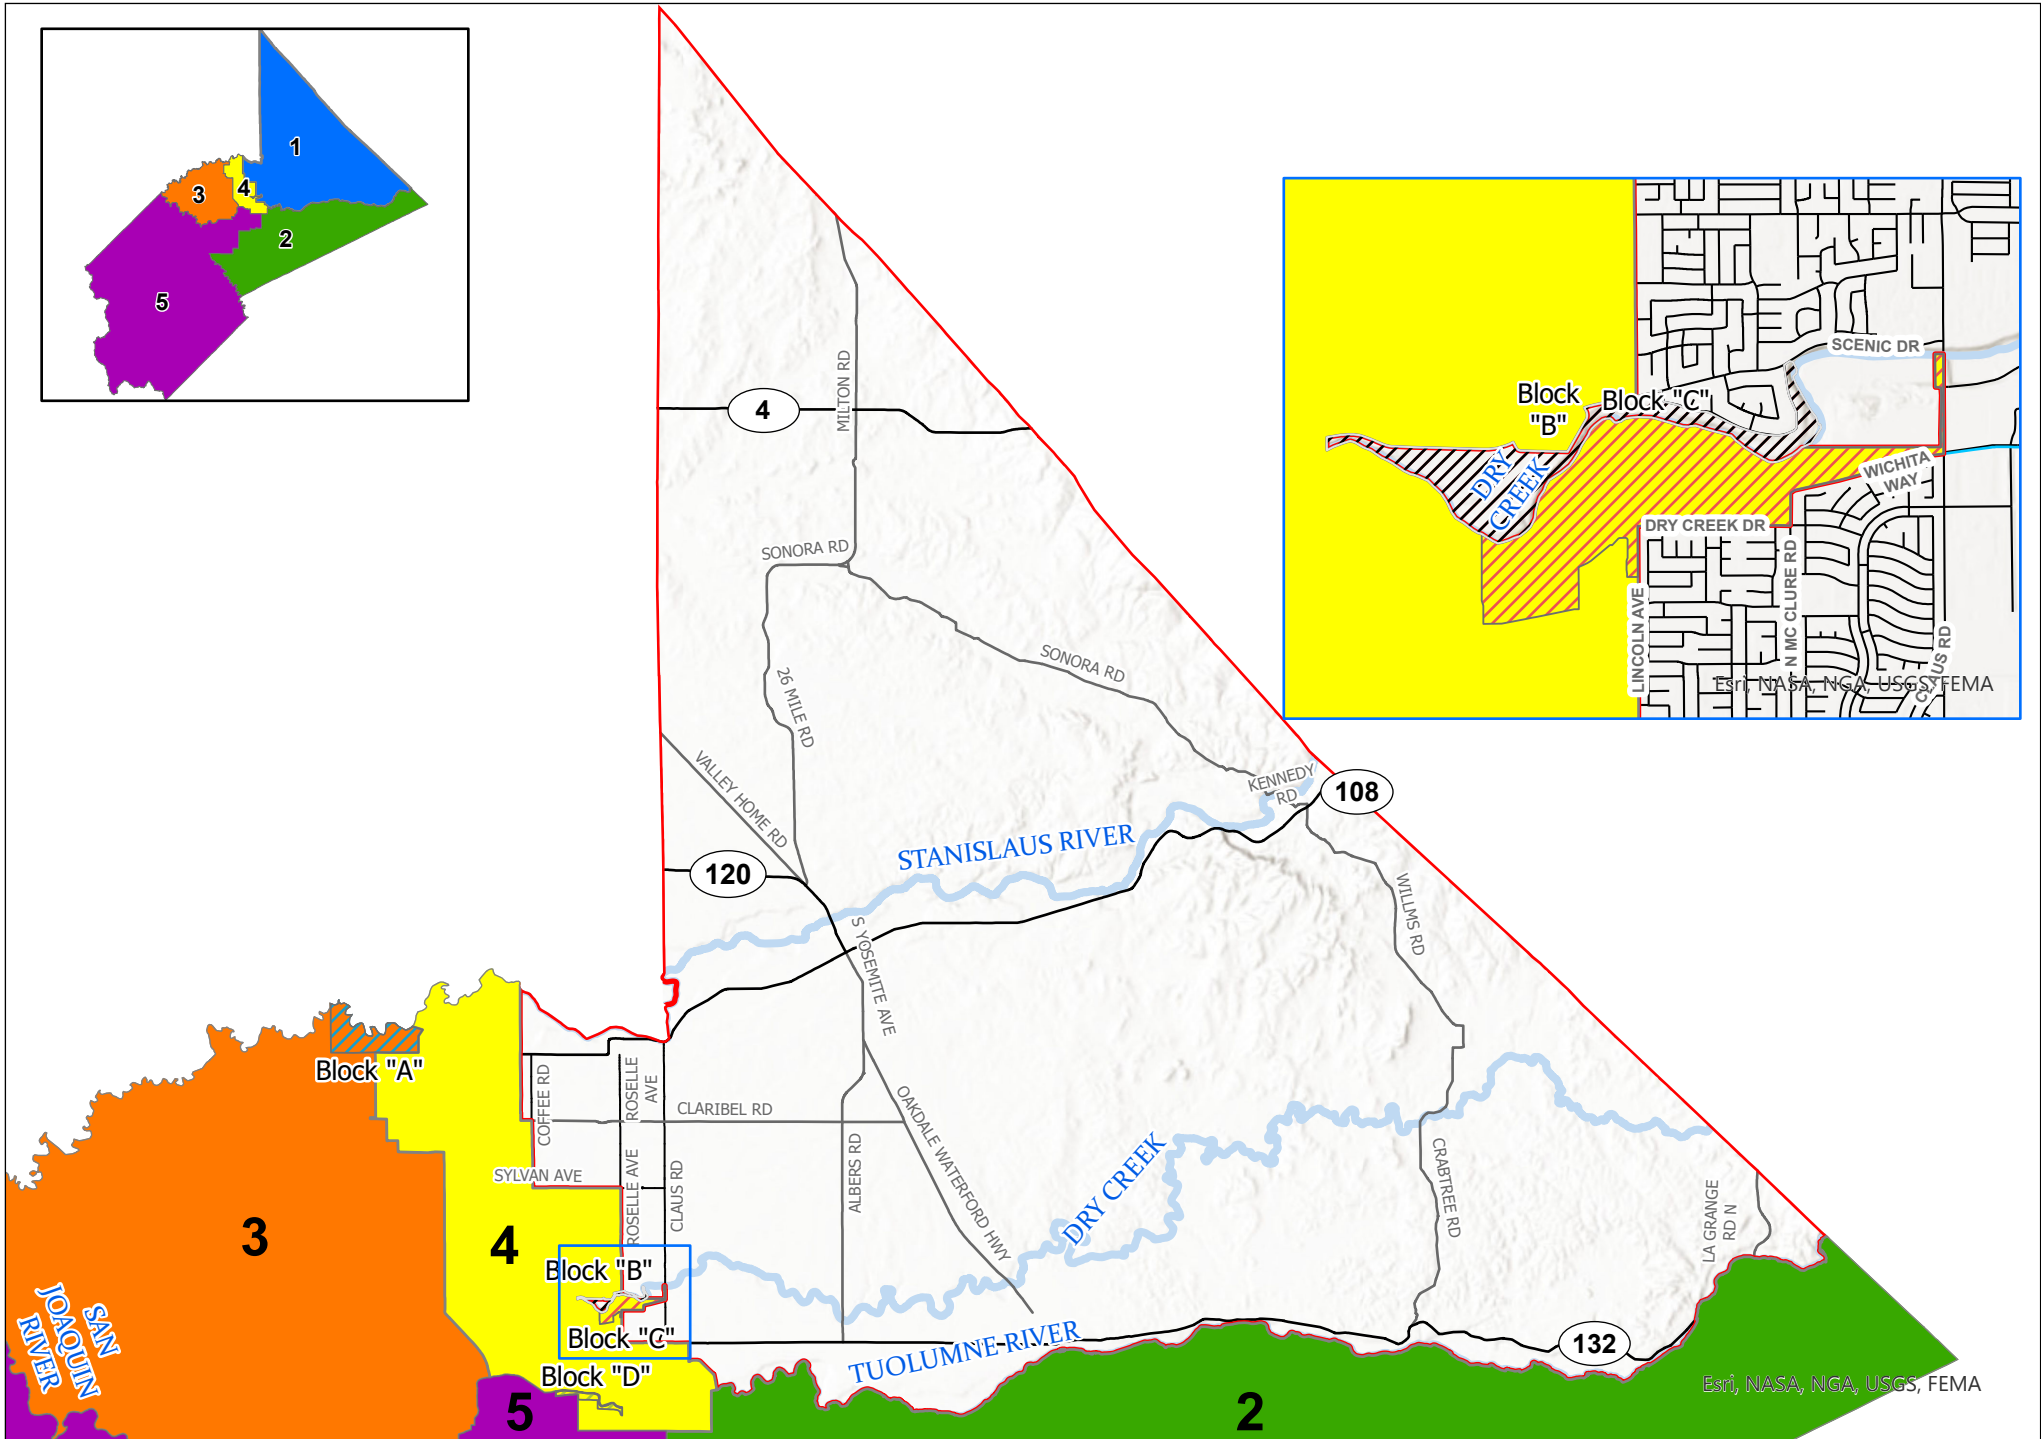 1
3
4
2
5
4
MILTON RD
SONORA RD
SONORA RD
26 MILE RD
VALLEY HOME RD
KENNEDY
RD
108
120
STANISLAUS RIVER
S YOSEMITE AVE
WILLMS RD
SCENIC DR
Block
"B"
Block "C"
DRY
CREEK
WICHITA
WAY
DRY CREEK DR
LINCOLN AVE
N MC CLURE RD
CLAUS RD
Esri, NASA, NGA, USGS, FEMA
Block "A"
COFFEE RD
ROSELLE
AVE
CLARIBEL RD
OAKDALE WATERFORD HWY
ALBERS RD
SYLVAN AVE
ROSELLE AVE
CLAUS RD
DRY CREEK
CRABTREE RD
LA GRANGE
RD N
3
4
Block "B"
Block "C"
Block "D"
SAN
JOAQUIN
RIVER
TUOLUMNE RIVER
132
5
2
Esri, NASA, NGA, USGS, FEMA